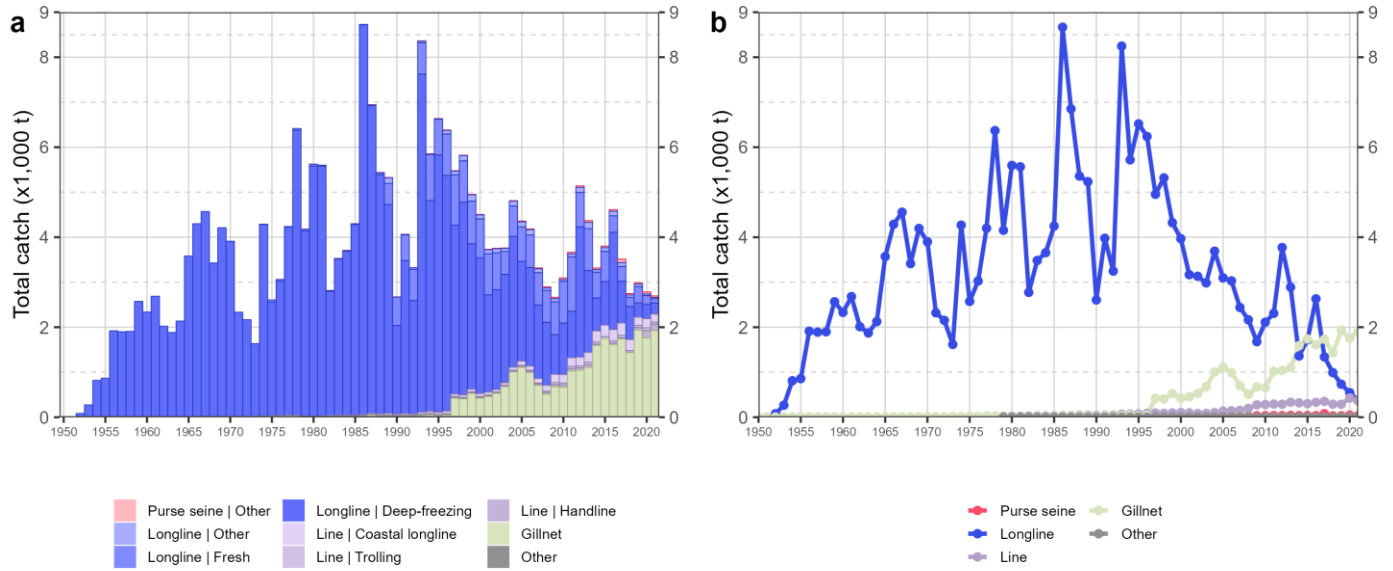 a
Total catch (x1,000 t)
9
8
6
4
2
0
9
8
6
4
2
0
1950 1955 1960 1965 1970 1975 1980 1985 1990 1995 2000 2005 2010 2015 2020
Purse seine | Other
Longline | Other
Longline | Fresh
Longline | Deep-freezing
Line | Coastal longline
Line | Trolling
Line | Handline
Gillnet
Other
b
Total catch (x1,000 t)
9
8
6
4
2
0
9
8
6
4
2
0
1950 1955 1960 1965 1970 1975 1980 1985 1990 1995 2000 2005 2010 2015 2020
Purse seine
Longline
Line
Gillnet
Other